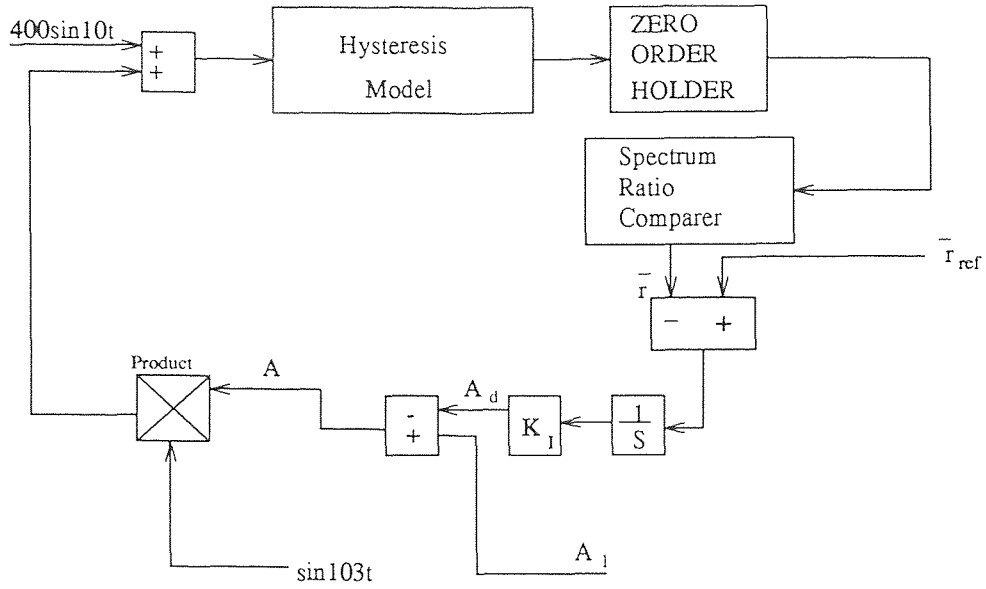 400sin10t
+
+
Hysteresis
Model
ZERO
ORDER
HOLDER
Spectrum
Ratio
Comparer
r̅
r̅ ref
− +
Product
A
-
+
A d
K I
1
S
A 1
sin103t